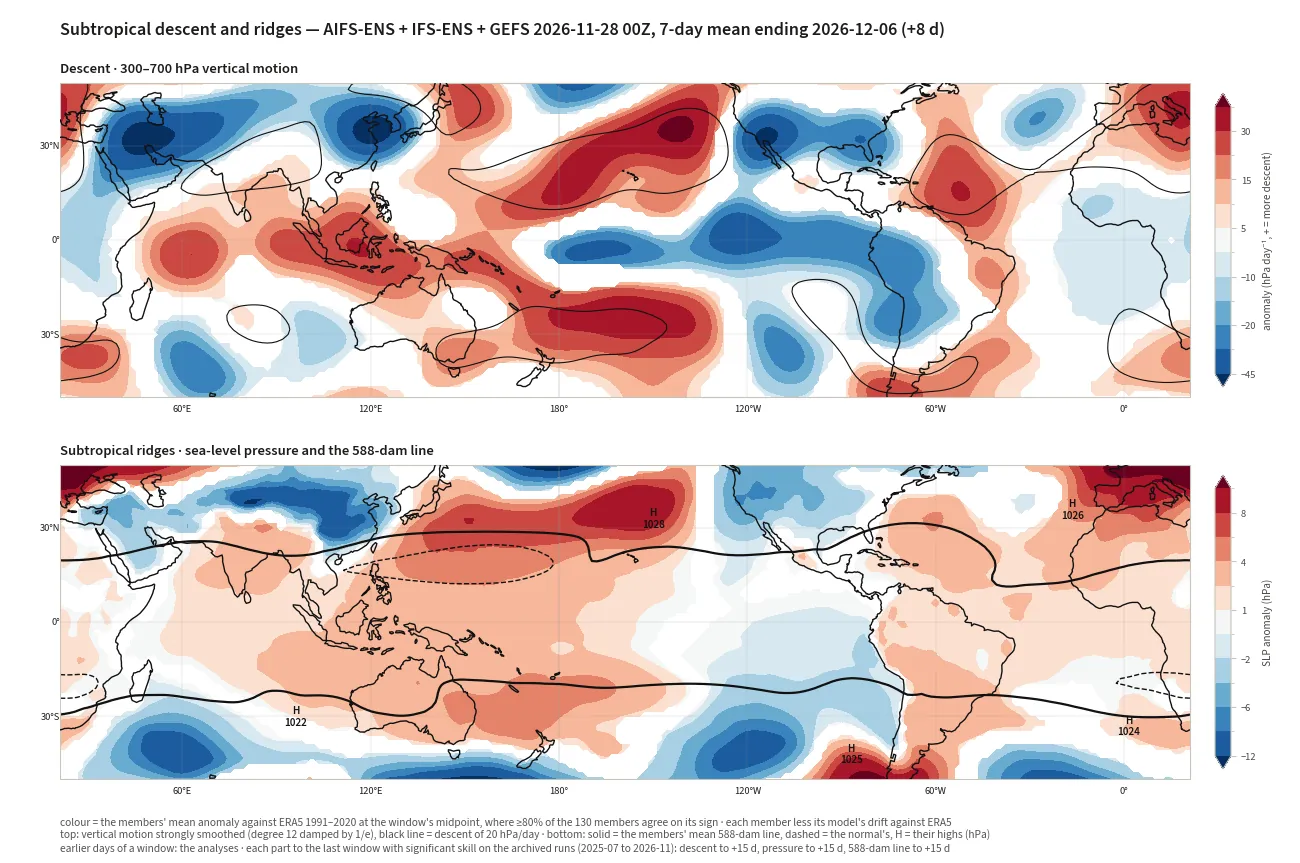 Subtropical descent and ridges — AIFS-ENS + IFS-ENS + GEFS 2026-11-28 00Z, 7-day mean ending 2026-12-06 (+8 d)
Descent · 300–700 hPa vertical motion
30°N
0°
30°S
60°E 120°E 180° 120°W 60°W 0°
30
15
5
−10
−20
−45
anomaly (hPa day⁻¹, + = more descent)
Subtropical ridges · sea-level pressure and the 588-dam line
H
1028
H
1026
H
1022
H
1024
H
1025
30°N
0°
30°S
60°E 120°E 180° 120°W 60°W 0°
8
4
1
−2
−6
−12
SLP anomaly (hPa)
colour = the members' mean anomaly against ERA5 1991–2020 at the window's midpoint, where ≥80% of the 130 members agree on its sign · each member less its model's drift against ERA5
top: vertical motion strongly smoothed (degree 12 damped by 1/e), black line = descent of 20 hPa/day · bottom: solid = the members' mean 588-dam line, dashed = the normal's, H = their highs (hPa)
earlier days of a window: the analyses · each part to the last window with significant skill on the archived runs (2025-07 to 2026-11): descent to +15 d, pressure to +15 d, 588-dam line to +15 d